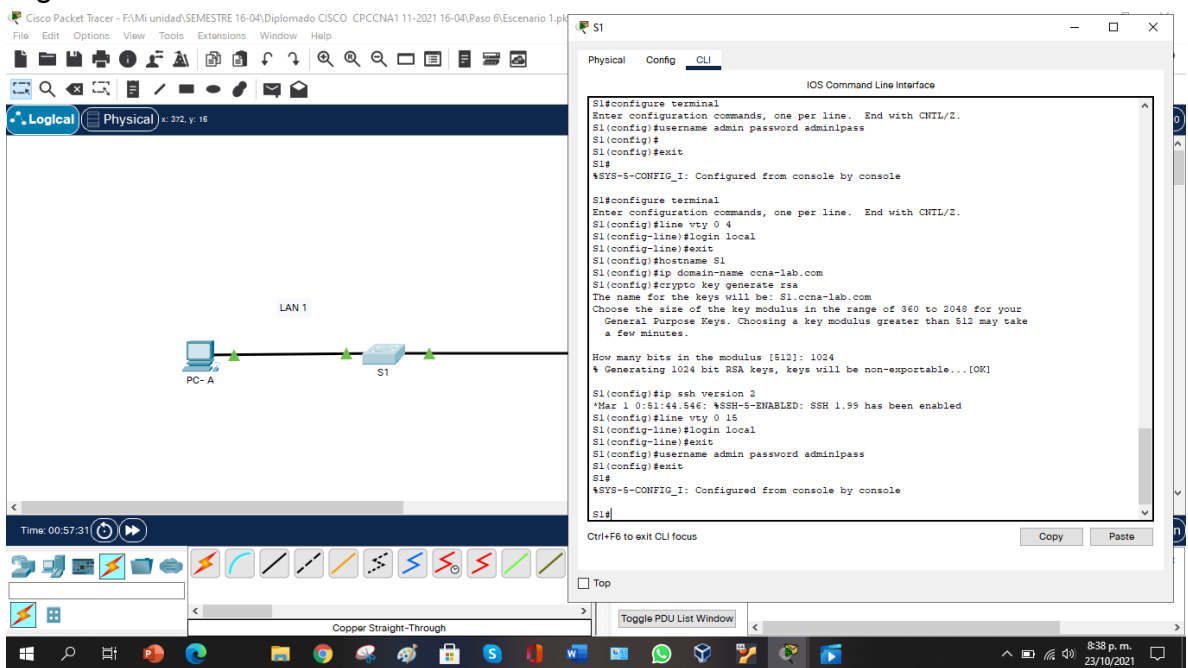 Cisco Packet Tracer - F:\Mi unidad\SEMESTRE 16-04\Diplomado CISCO CPCCNA1 11-2021 16-04\Paso 6\Escenario 1.pk
File Edit Options View Tools Extensions Window Help
Logical
Physical
x: 372, y: 16
LAN 1
PC- A
S1
Time: 00:57:31
Copper Straight-Through
S1
Physical Config CLI
IOS Command Line Interface
S1#configure terminal
Enter configuration commands, one per line. End with CNTL/Z.
S1(config)#username admin password admin1pass
S1(config)#
S1(config)#exit
S1#
%SYS-5-CONFIG_I: Configured from console by console
S1#configure terminal
Enter configuration commands, one per line. End with CNTL/Z.
S1(config)#line vty 0 4
S1(config-line)#login local
S1(config-line)#exit
S1(config)#hostname S1
S1(config)#ip domain-name ccna-lab.com
S1(config)#crypto key generate rsa
The name for the keys will be: S1.ccna-lab.com
Choose the size of the key modulus in the range of 360 to 2048 for your
General Purpose Keys. Choosing a key modulus greater than 512 may take
a few minutes.
How many bits in the modulus [512]: 1024
% Generating 1024 bit RSA keys, keys will be non-exportable...[OK]
S1(config)#ip ssh version 2
*Mar 1 0:51:44.546: %SSH-5-ENABLED: SSH 1.99 has been enabled
S1(config)#line vty 0 15
S1(config-line)#login local
S1(config-line)#exit
S1(config)#username admin password admin1pass
S1(config)#exit
S1#
%SYS-5-CONFIG_I: Configured from console by console
S1#
Ctrl+F6 to exit CLI focus
Copy
Paste
Top
Toggle PDU List Window
8:38 p. m.
23/10/2021